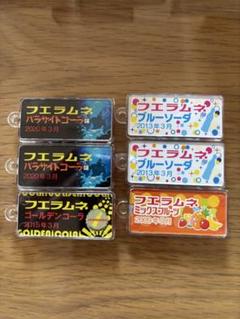 フエラムネ
パラサイトコーラ味
2020年3月
フエラムネ
ブルーソーダ
2013年3月
フエラムネ
パラサイトコーラ味
2020年3月
フエラムネ
ブルーソーダ
2013年3月
フエラムネ
ゴールデンコーラ
2015年3月
フエラムネ
ミックスフルーツ